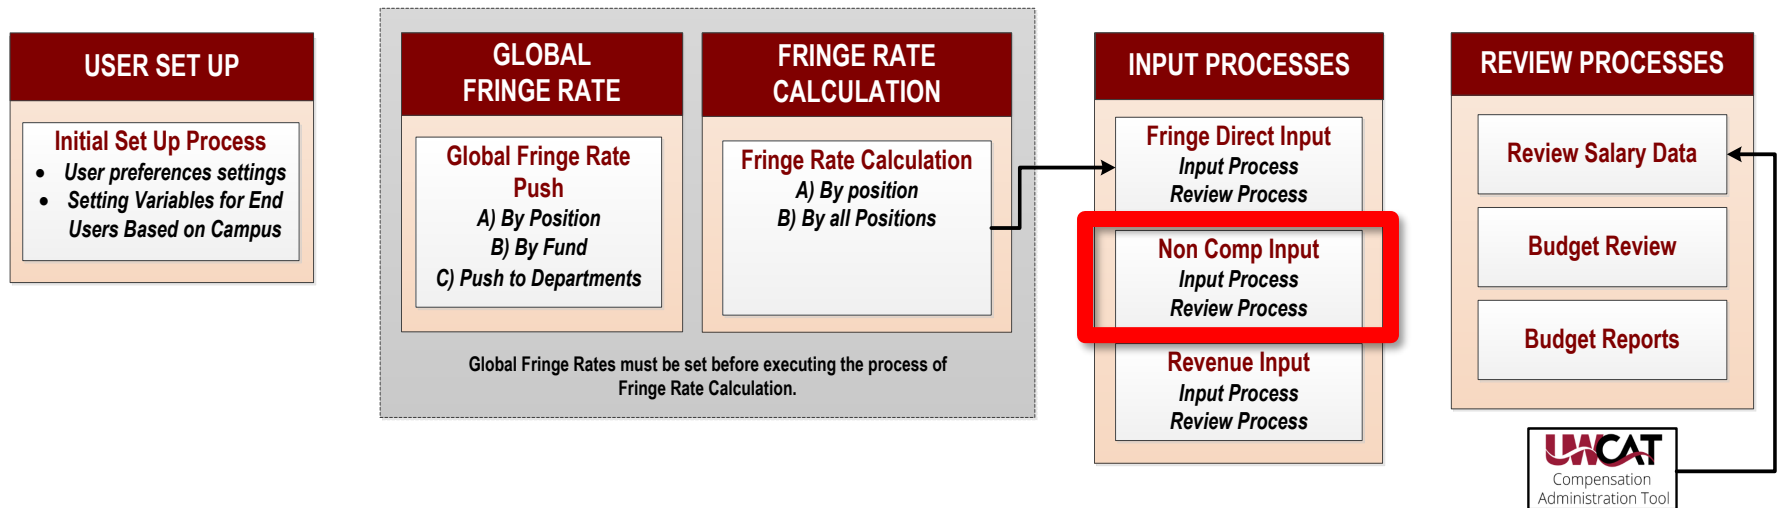 USER SET UP
Initial Set Up Process
• User preferences settings
• Setting Variables for End
Users Based on Campus
GLOBAL
FRINGE RATE
Global Fringe Rate
Push
A) By Position
B) By Fund
C) Push to Departments
FRINGE RATE
CALCULATION
Fringe Rate Calculation
A) By position
B) By all Positions
Global Fringe Rates must be set before executing the process of
Fringe Rate Calculation.
INPUT PROCESSES
Fringe Direct Input
Input Process
Review Process
Non Comp Input
Input Process
Review Process
Revenue Input
Input Process
Review Process
REVIEW PROCESSES
Review Salary Data
Budget Review
Budget Reports
UWCAT
Compensation
Administration Tool